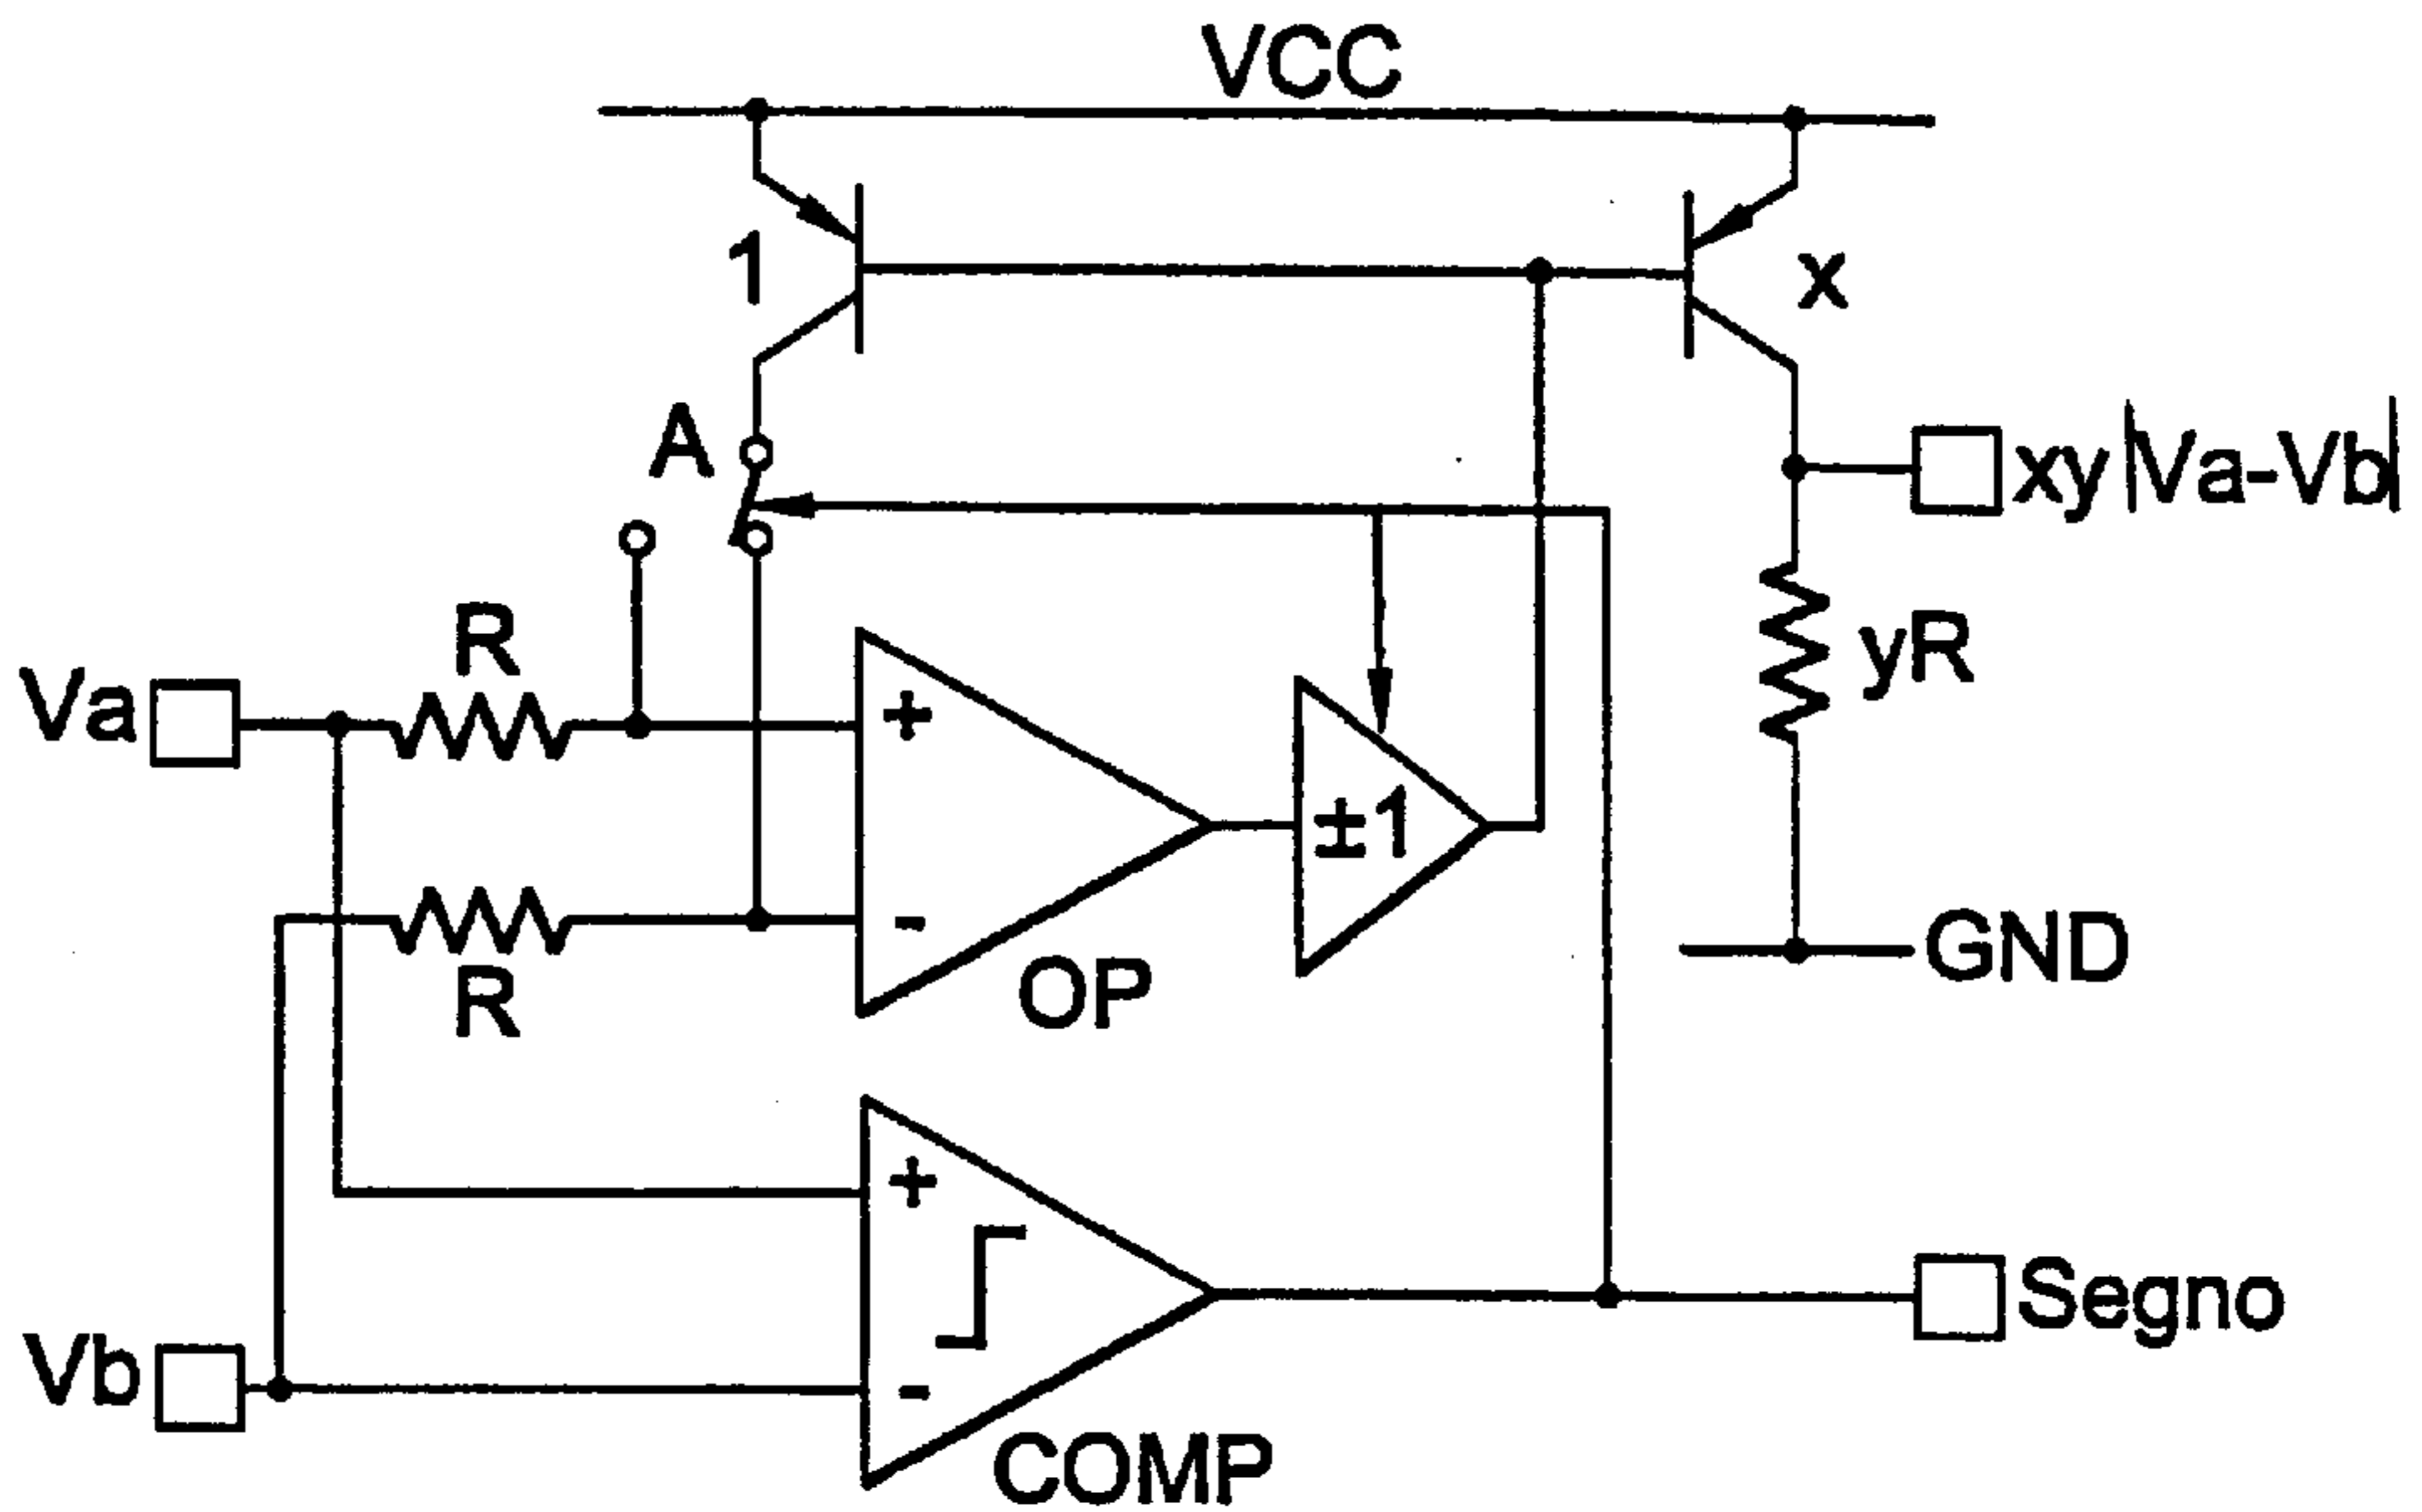 VCC
1
x
A
xy|Va-Vb|
R
yR
Va
+
±1
-
GND
R
OP
+
Segno
Vb
-
COMP